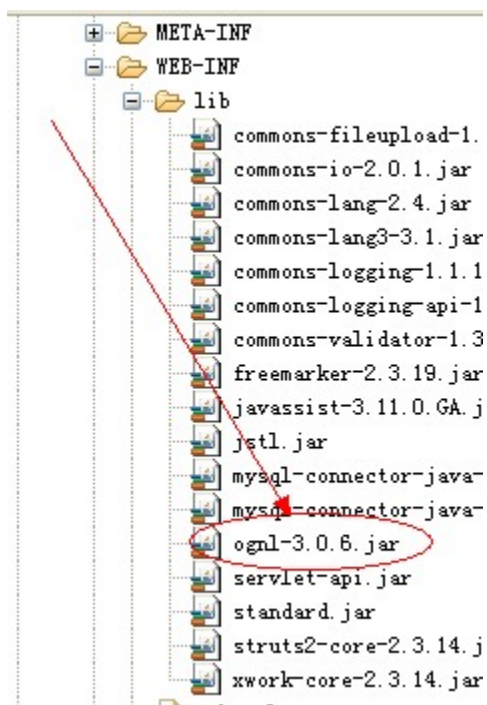 META-INF
WEB-INF
lib
commons-fileupload-1.
commons-io-2.0.1.jar
commons-lang-2.4.jar
commons-lang3-3.1.jar
commons-logging-1.1.1
commons-logging-api-1
commons-validator-1.3
freemarker-2.3.19.jar
javassist-3.11.0.GA.j
jstl.jar
mysql-connector-java-
mysql-connector-java-
ognl-3.0.6.jar
servlet-api.jar
standard.jar
struts2-core-2.3.14.j
xwork-core-2.3.14.jar